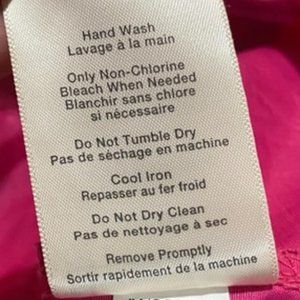 Hand Wash
Lavage à la main
Only Non-Chlorine
Bleach When Needed
Blanchir sans chlore
si nécessaire
Do Not Tumble Dry
Pas de séchage en machine
Cool Iron
Repasser au fer froid
Do Not Dry Clean
Pas de nettoyage à sec
Remove Promptly
Sortir rapidement de la machine